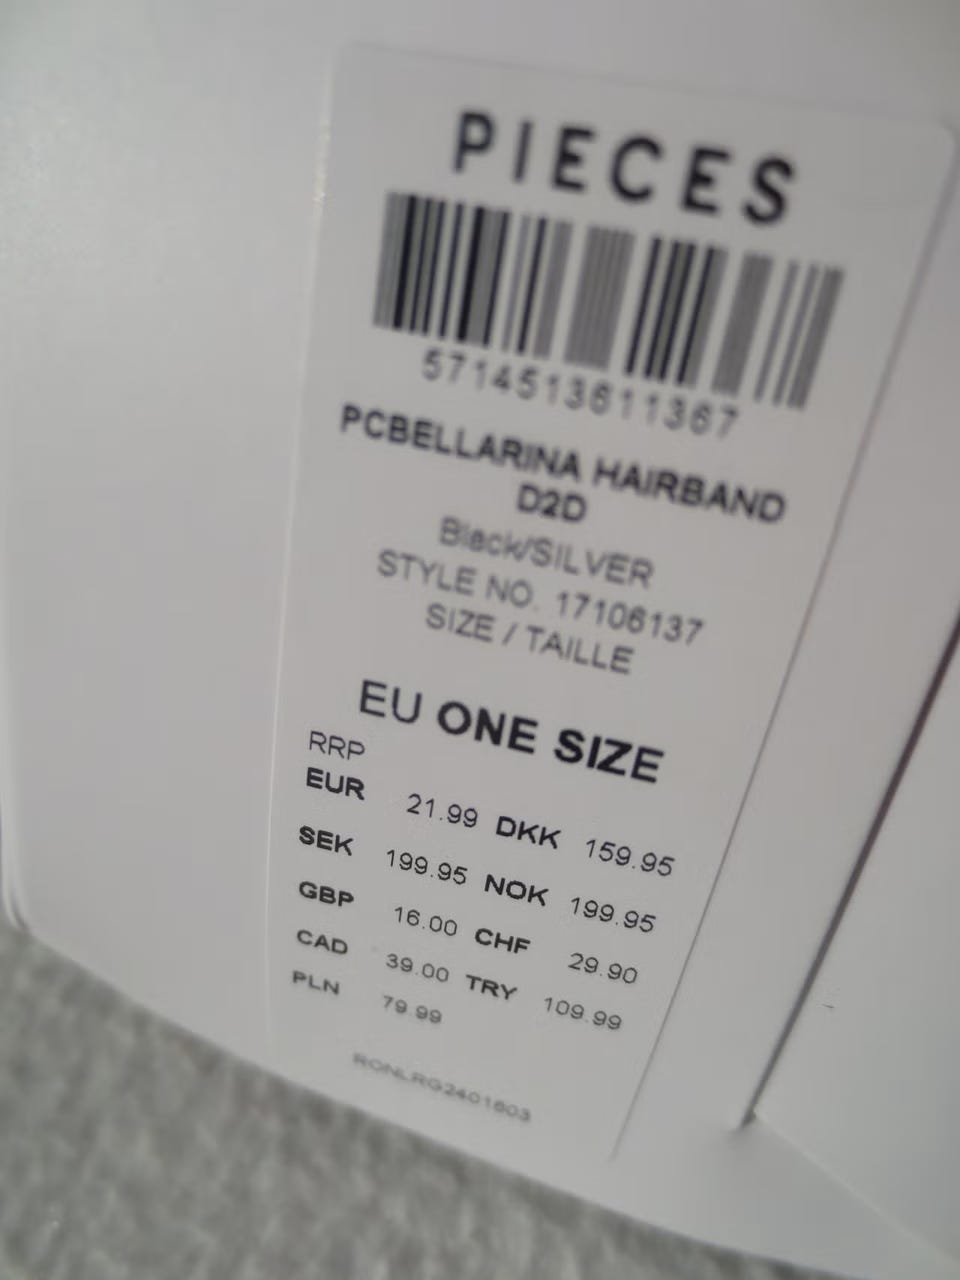 PIECES
5714513611367
PCBELLARINA HAIRBAND
D2D
Black/SILVER
STYLE NO. 17106137
SIZE / TAILLE
EU ONE SIZE
RRP
EUR 21.99 DKK 159.95
SEK 199.95 NOK 199.95
GBP 16.00 CHF 29.90
CAD 39.00 TRY 109.99
PLN 79.99
RONLRG2401603